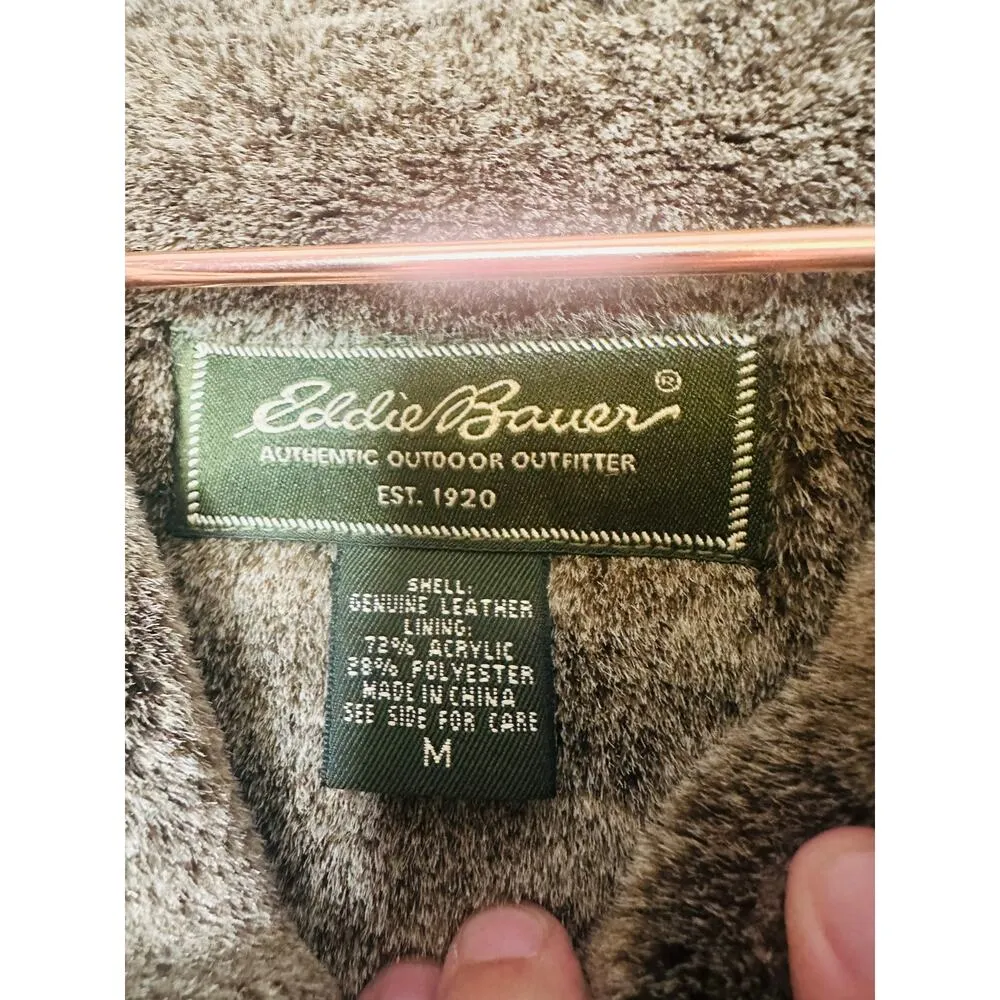 Eddie Bauer®
AUTHENTIC OUTDOOR OUTFITTER
EST. 1920
SHELL:
GENUINE LEATHER
LINING:
72% ACRYLIC
28% POLYESTER
MADE IN CHINA
SEE SIDE FOR CARE
M